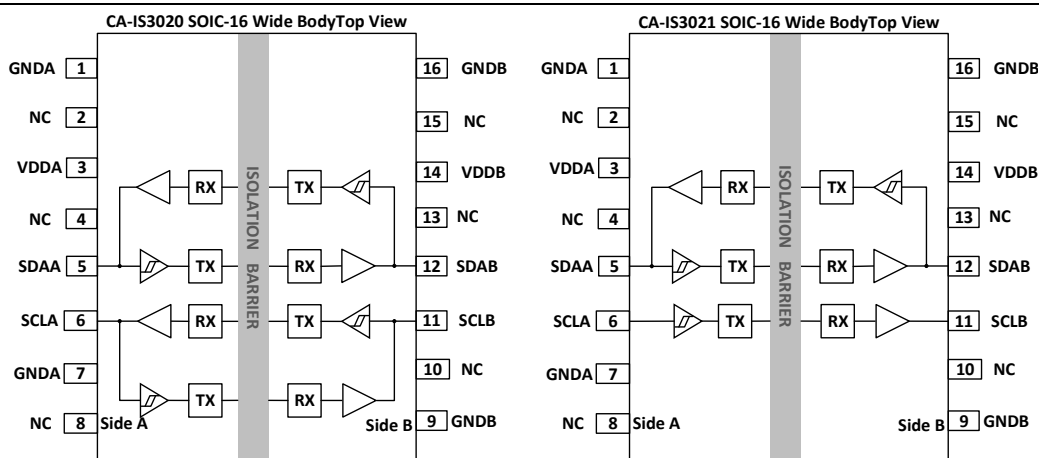 CA-IS3020 SOIC-16 Wide BodyTop View
GNDA 1
NC 2
VDDA 3
NC 4
SDAA 5
SCLA 6
GNDA 7
NC 8
Side A
RX
TX
TX
RX
RX
TX
TX
RX
ISOLATION BARRIER
16 GNDB
15 NC
14 VDDB
13 NC
12 SDAB
11 SCLB
10 NC
9 GNDB
Side B
CA-IS3021 SOIC-16 Wide BodyTop View
GNDA 1
NC 2
VDDA 3
NC 4
SDAA 5
SCLA 6
GNDA 7
NC 8
Side A
RX
TX
TX
RX
TX
RX
ISOLATION BARRIER
16 GNDB
15 NC
14 VDDB
13 NC
12 SDAB
11 SCLB
10 NC
9 GNDB
Side B